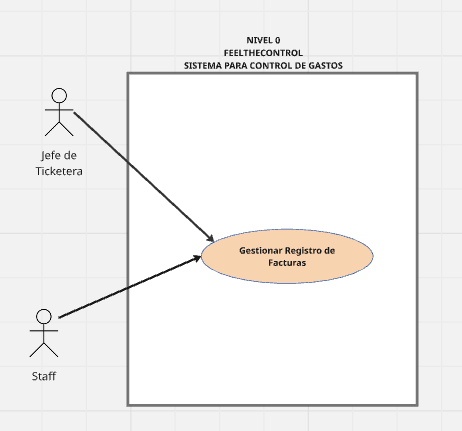 NIVEL 0
FEELTHECONTROL
SISTEMA PARA CONTROL DE GASTOS
Jefe de
Ticketera
Gestionar Registro de
Facturas
Staff